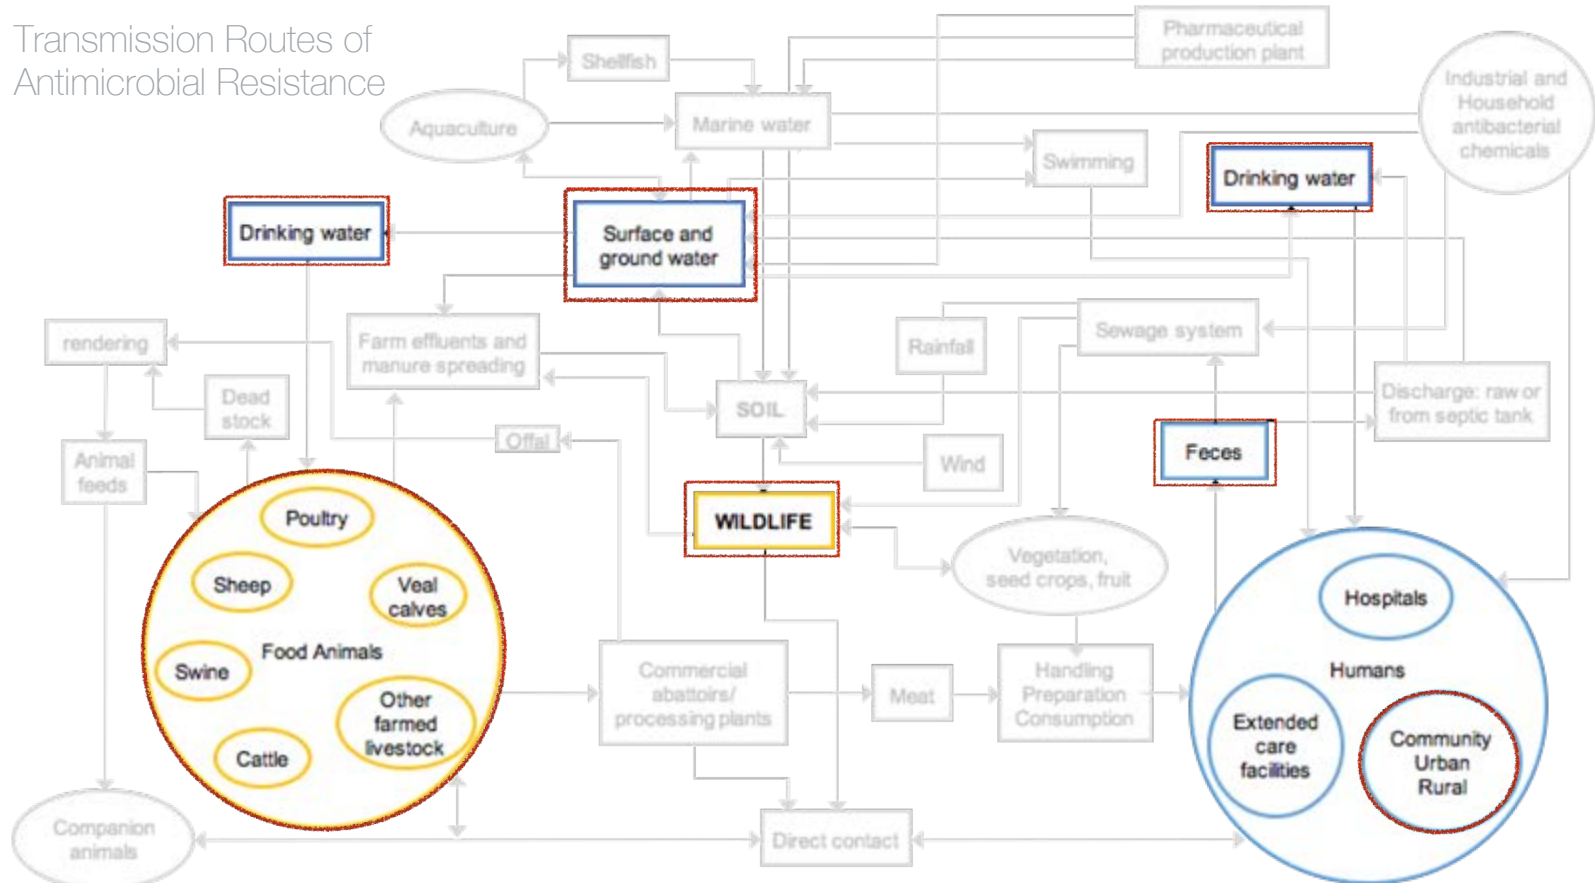 Transmission Routes of
Antimicrobial Resistance
Pharmaceutical
production plant
Shellfish
Industrial and
Household
antibacterial
chemicals
Aquaculture
Marine water
Swimming
Drinking water
Drinking water
Surface and
ground water
rendering
Farm effluents and
manure spreading
Rainfall
Sewage system
Dead
stock
SOIL
Discharge: raw or
from septic tank
Offal
Animal
feeds
Wind
Feces
Poultry
WILDLIFE
Vegetation,
seed crops, fruit
Sheep
Veal
calves
Hospitals
Food Animals
Swine
Commercial
abattoirs/
processing plants
Meat
Handling
Preparation
Consumption
Humans
Other
farmed
livestock
Cattle
Extended
care
facilities
Community
Urban
Rural
Companion
animals
Direct contact